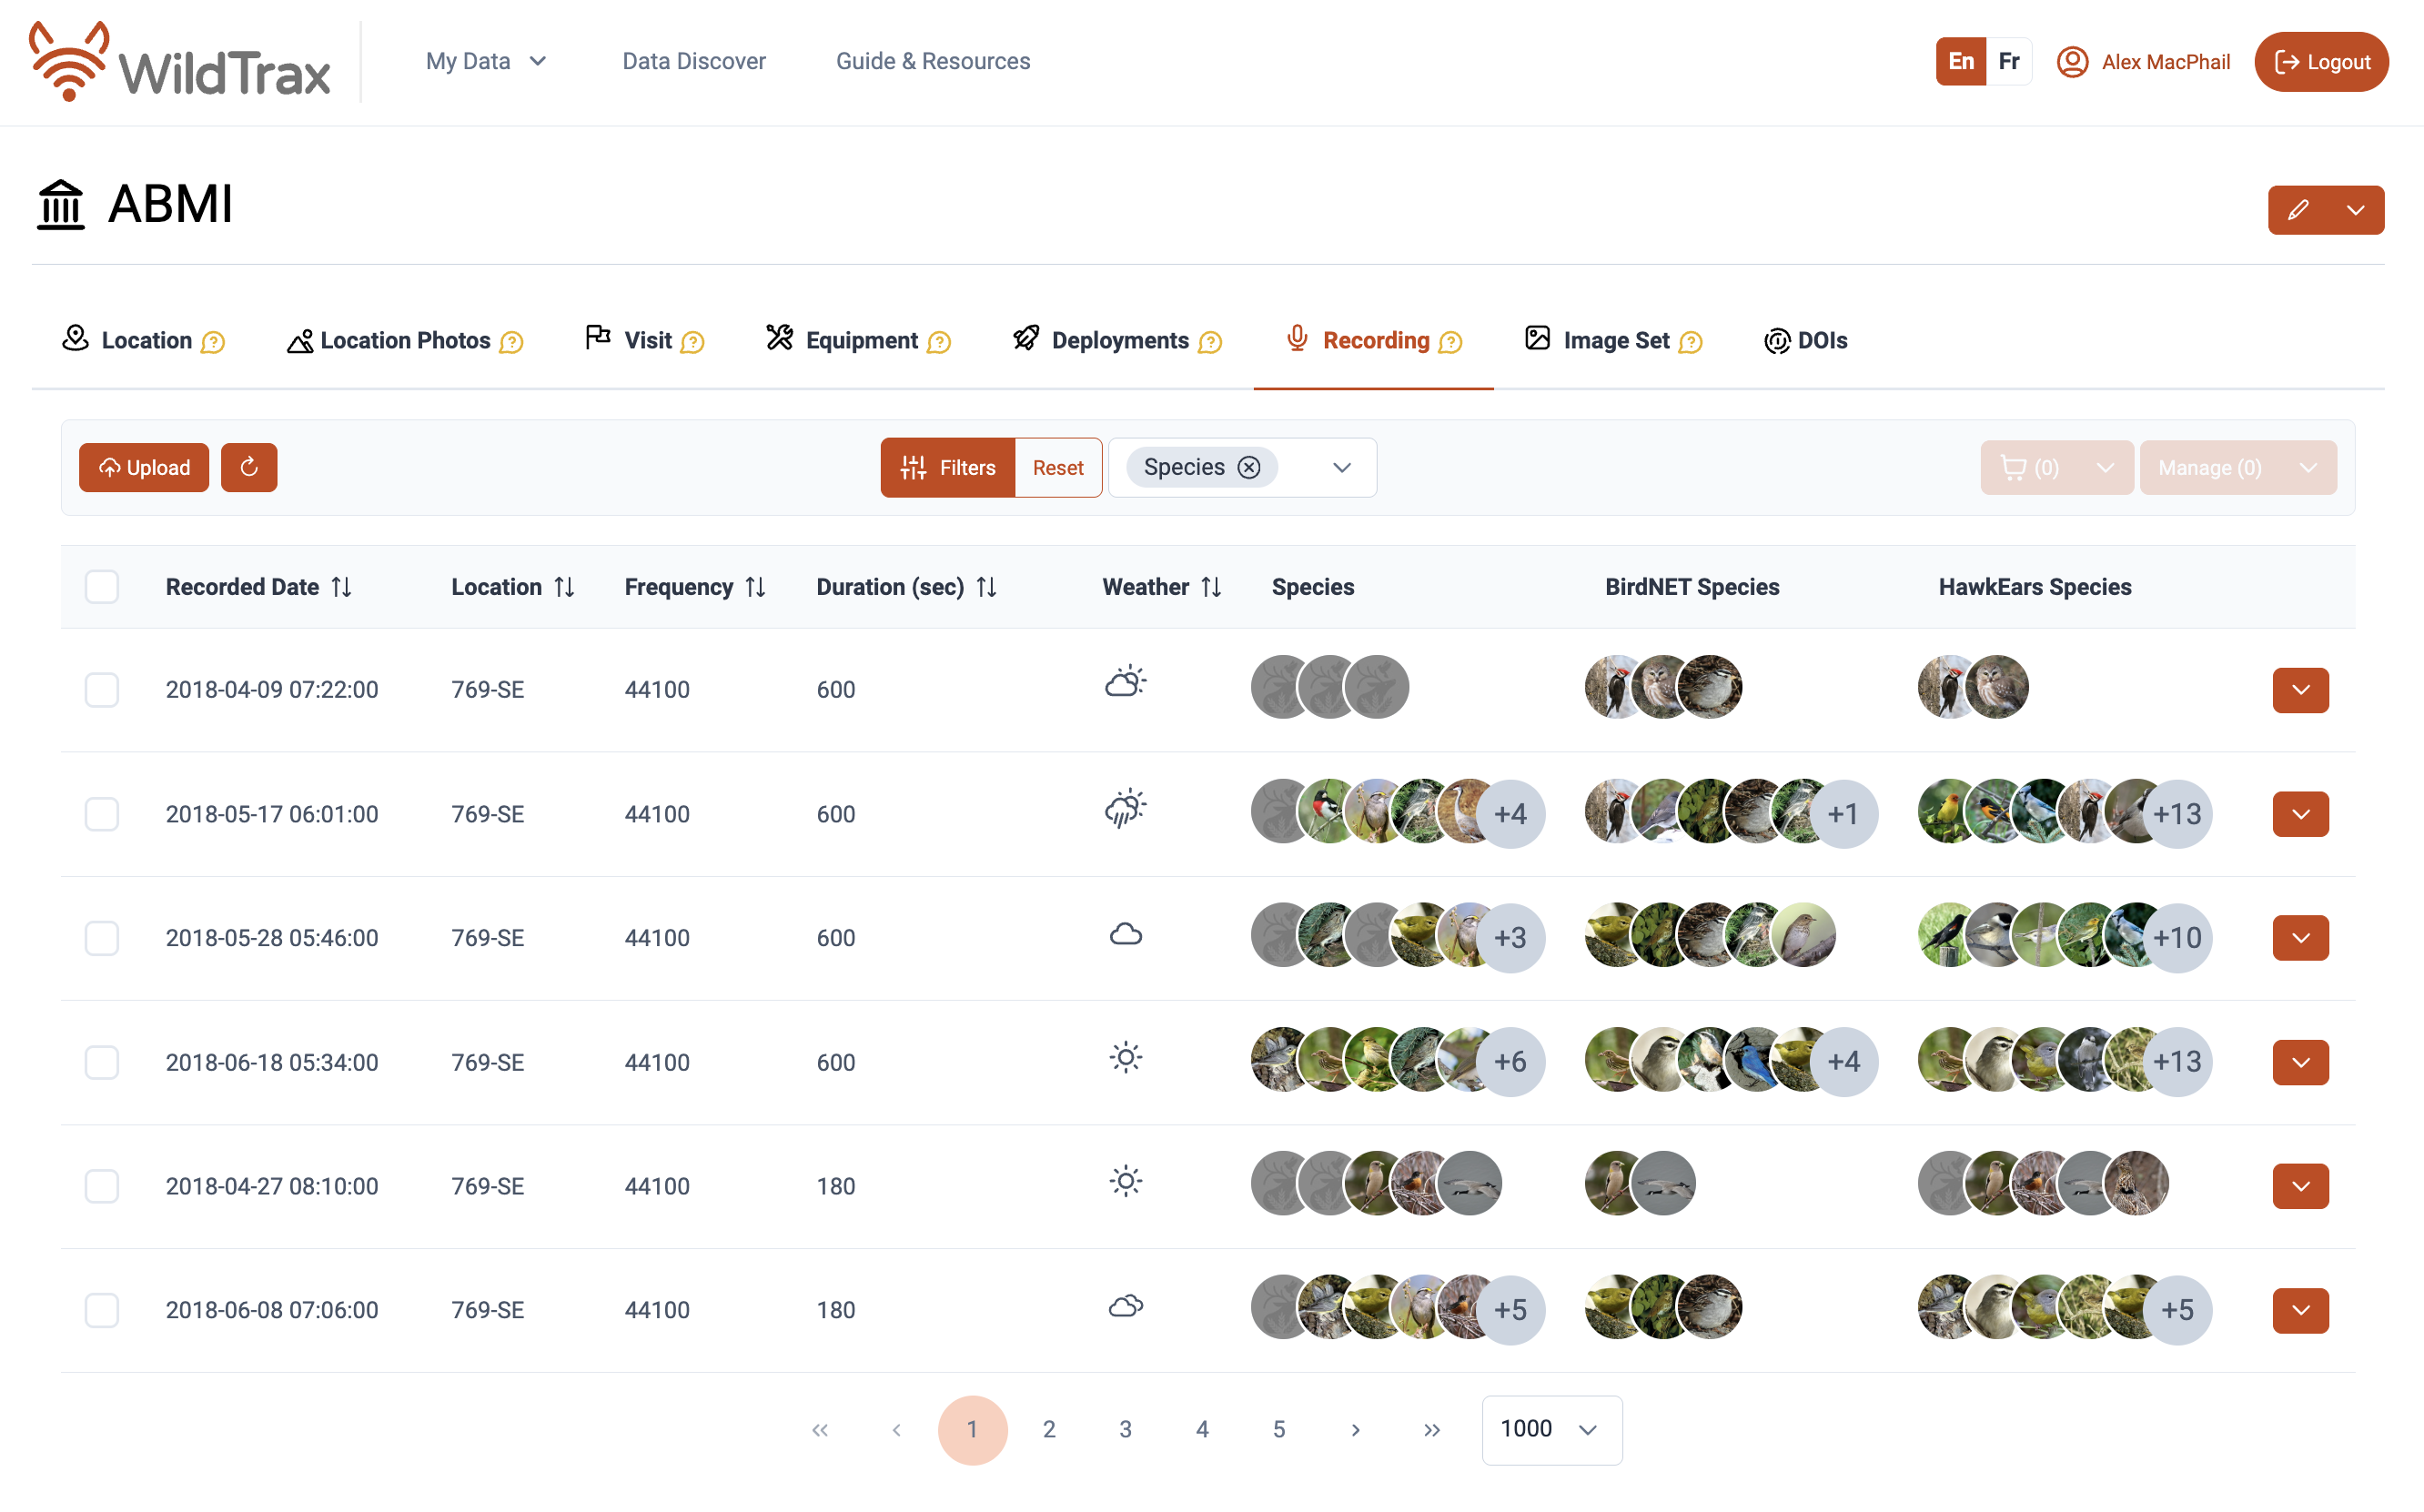 WildTrax
My Data
Data Discover
Guide & Resources
En Fr
Alex MacPhail
Logout
ABMI
Location
Location Photos
Visit
Equipment
Deployments
Recording
Image Set
DOIs
Upload
Filters
Reset
Species
(0)
Manage (0)
Recorded Date Location Frequency Duration (sec) Weather Species BirdNET Species HawkEars Species
2018-04-09 07:22:00 769-SE 44100 600
2018-05-17 06:01:00 769-SE 44100 600 +4 +1 +13
2018-05-28 05:46:00 769-SE 44100 600 +3 +10
2018-06-18 05:34:00 769-SE 44100 600 +6 +4 +13
2018-04-27 08:10:00 769-SE 44100 180
2018-06-08 07:06:00 769-SE 44100 180 +5 +5
1 2 3 4 5 1000